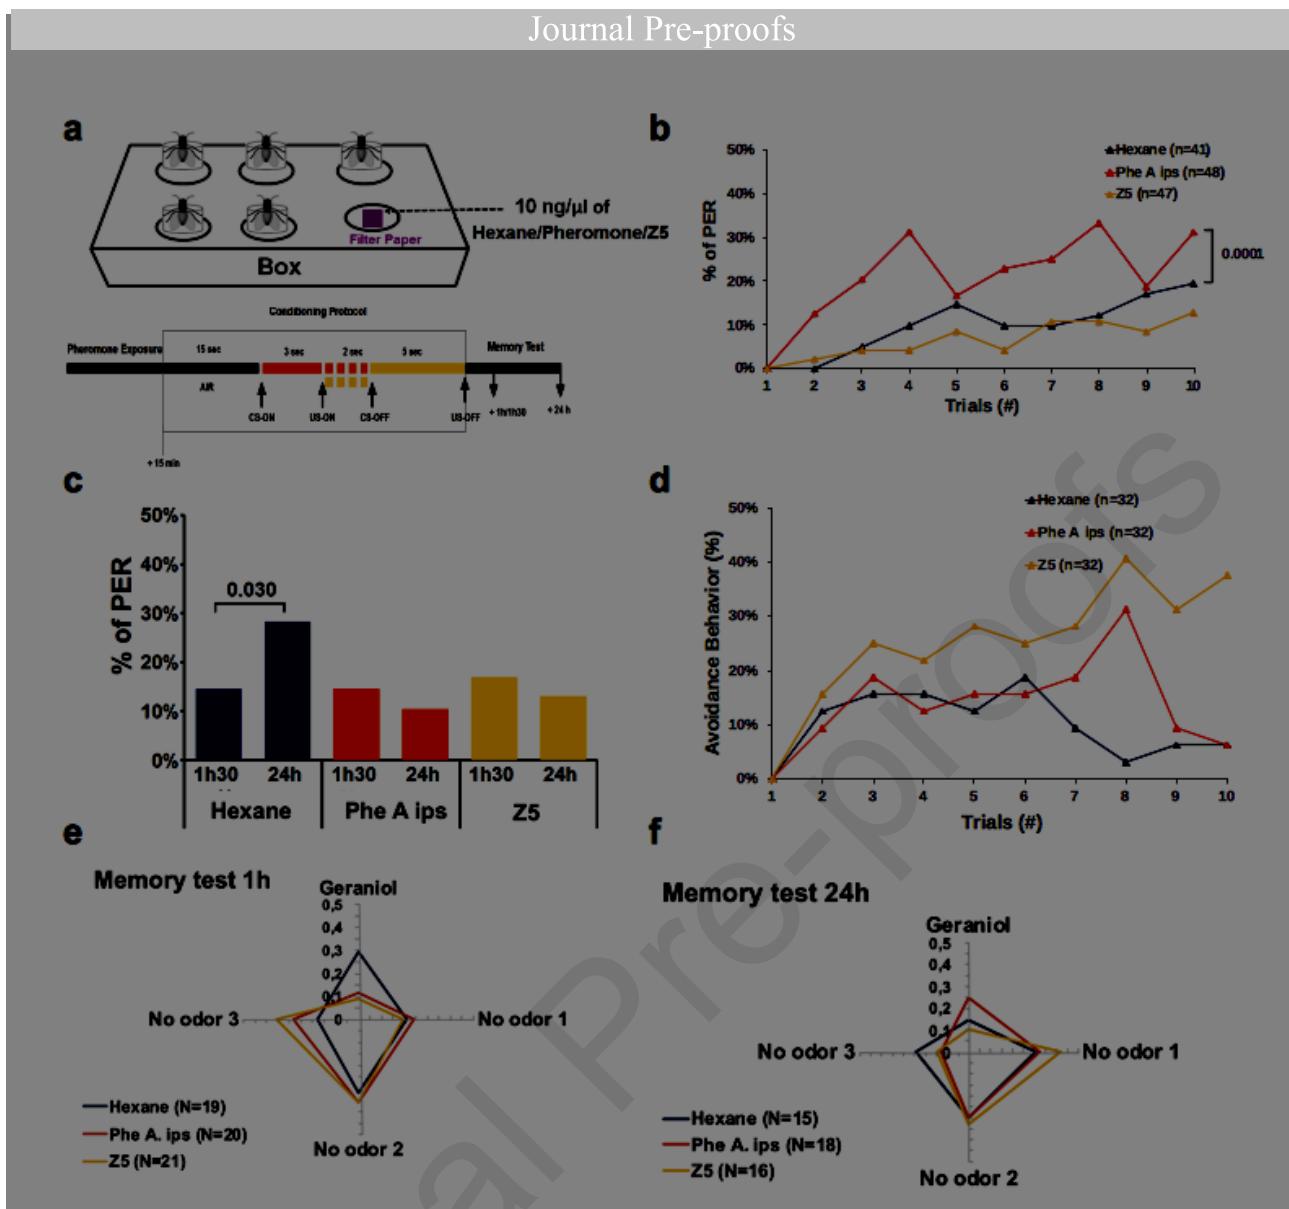 Journal Pre-proofs
a
10 ng/µl of
Hexane/Pheromone/Z5
Filter Paper
Box
Conditioning Protocol
Pheromone Exposure
15 sec
3 sec
2 sec
5 sec
Memory Test
AIR
CS-ON
US-ON
CS-OFF
US-OFF
+ 1h/1h30
+ 24 h
+ 15 min
b
50%
40%
30%
20%
10%
0%
% of PER
Hexane (n=41)
Phe A ips (n=48)
Z5 (n=47)
0.0001
1 2 3 4 5 6 7 8 9 10
Trials (#)
c
50%
40%
30%
20%
10%
0%
% of PER
0.030
1h30 24h 1h30 24h 1h30 24h
Hexane Phe A ips Z5
d
50%
40%
30%
20%
10%
0%
Avoidance Behavior (%)
Hexane (n=32)
Phe A ips (n=32)
Z5 (n=32)
1 2 3 4 5 6 7 8 9 10
Trials (#)
e
Memory test 1h
Geraniol
0,5
0,4
0,3
0,2
0,1
0
No odor 3
No odor 1
No odor 2
Hexane (N=19)
Phe A. ips (N=20)
Z5 (N=21)
f
Memory test 24h
Geraniol
0,5
0,4
0,3
0,2
0,1
0
No odor 3
No odor 1
No odor 2
Hexane (N=15)
Phe A. ips (N=18)
Z5 (N=16)
al Pre-proofs